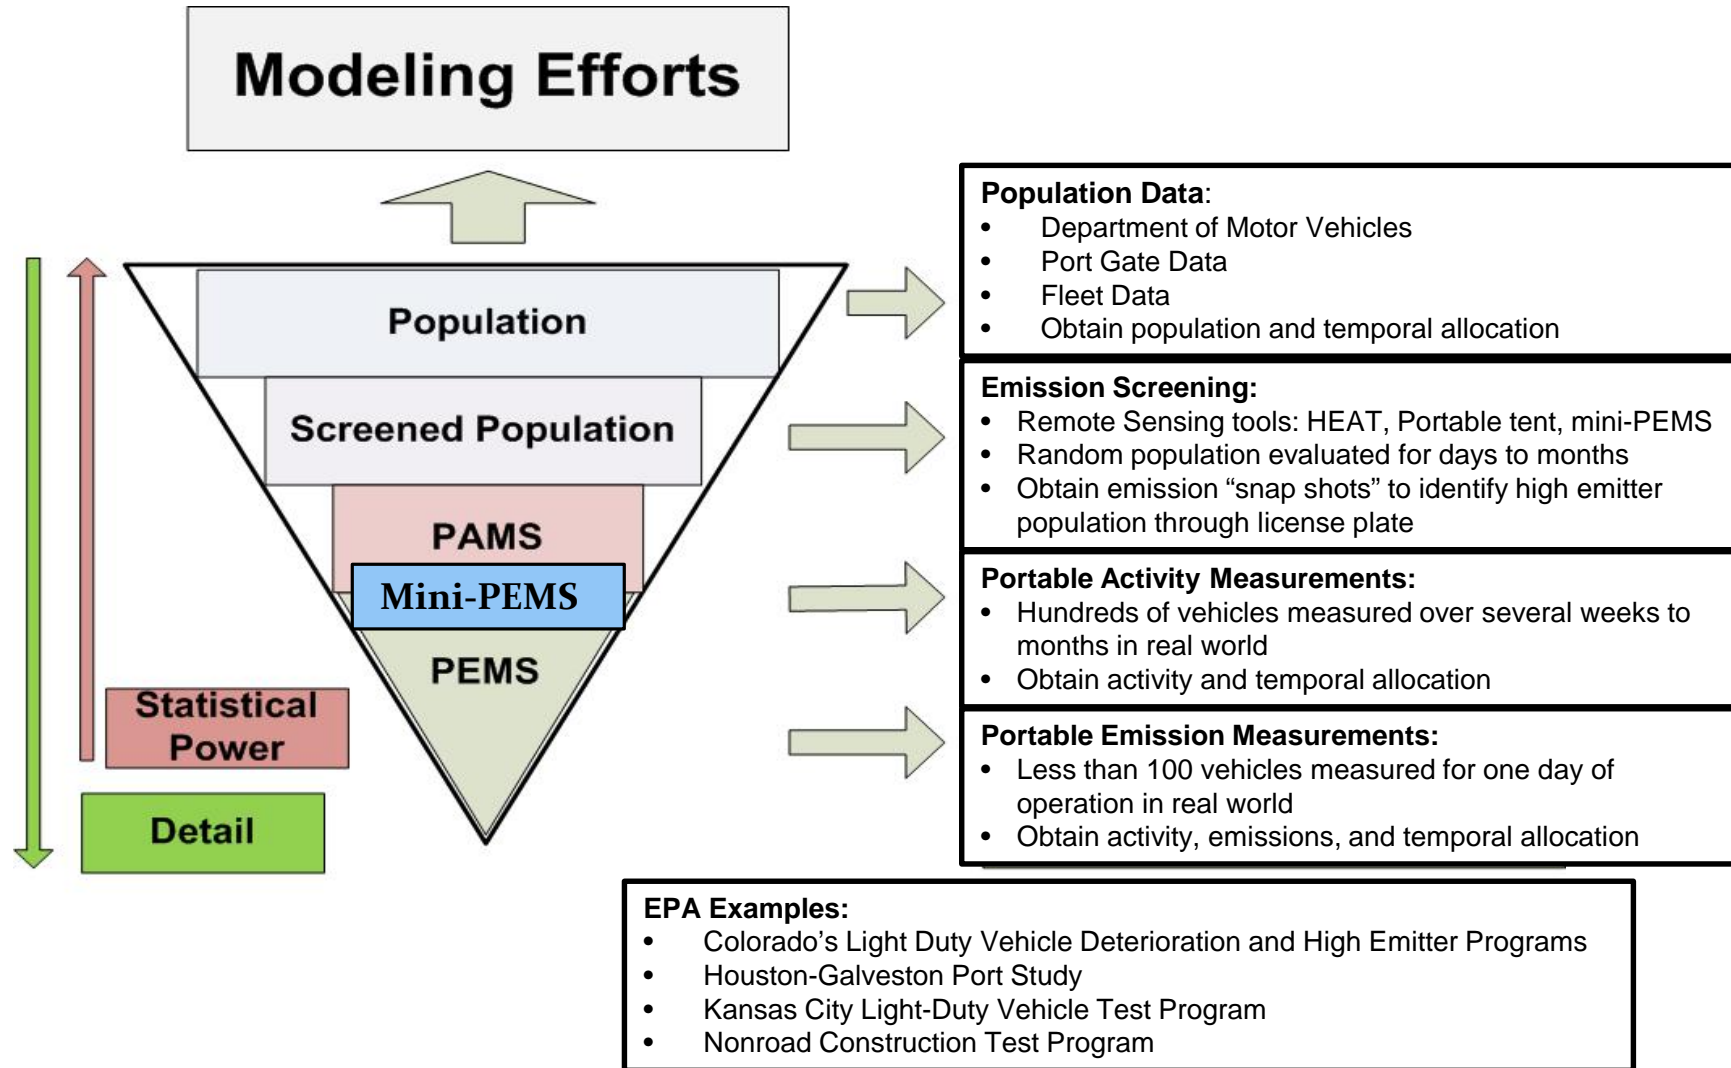 Modeling Efforts
Population
Screened Population
PAMS
Mini-PEMS
PEMS
Statistical
Power
Detail
Population Data:
• Department of Motor Vehicles
• Port Gate Data
• Fleet Data
• Obtain population and temporal allocation
Emission Screening:
• Remote Sensing tools: HEAT, Portable tent, mini-PEMS
• Random population evaluated for days to months
• Obtain emission “snap shots” to identify high emitter
population through license plate
Portable Activity Measurements:
• Hundreds of vehicles measured over several weeks to
months in real world
• Obtain activity and temporal allocation
Portable Emission Measurements:
• Less than 100 vehicles measured for one day of
operation in real world
• Obtain activity, emissions, and temporal allocation
EPA Examples:
• Colorado’s Light Duty Vehicle Deterioration and High Emitter Programs
• Houston-Galveston Port Study
• Kansas City Light-Duty Vehicle Test Program
• Nonroad Construction Test Program